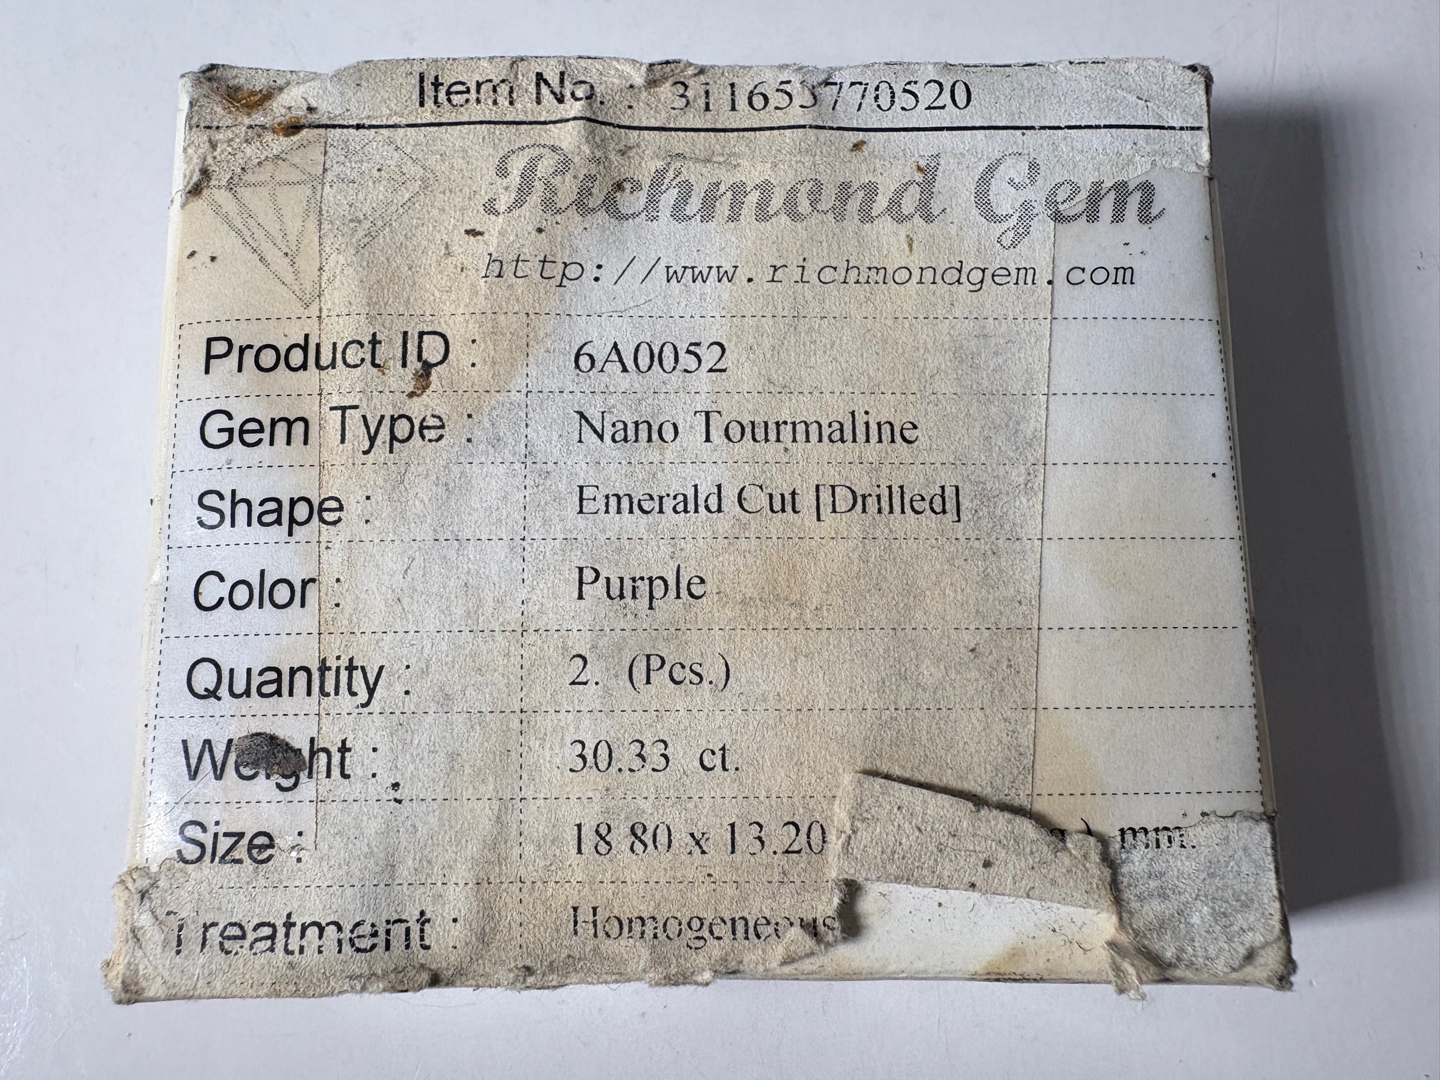 Item No. : 311653770520
Richmond Gem
http://www.richmondgem.com
Product ID : 6A0052
Gem Type : Nano Tourmaline
Shape : Emerald Cut [Drilled]
Color : Purple
Quantity : 2. (Pcs.)
Weight : 30.33 ct.
Size : 18.80 x 13.20 mm.
Treatment : Homogeneous